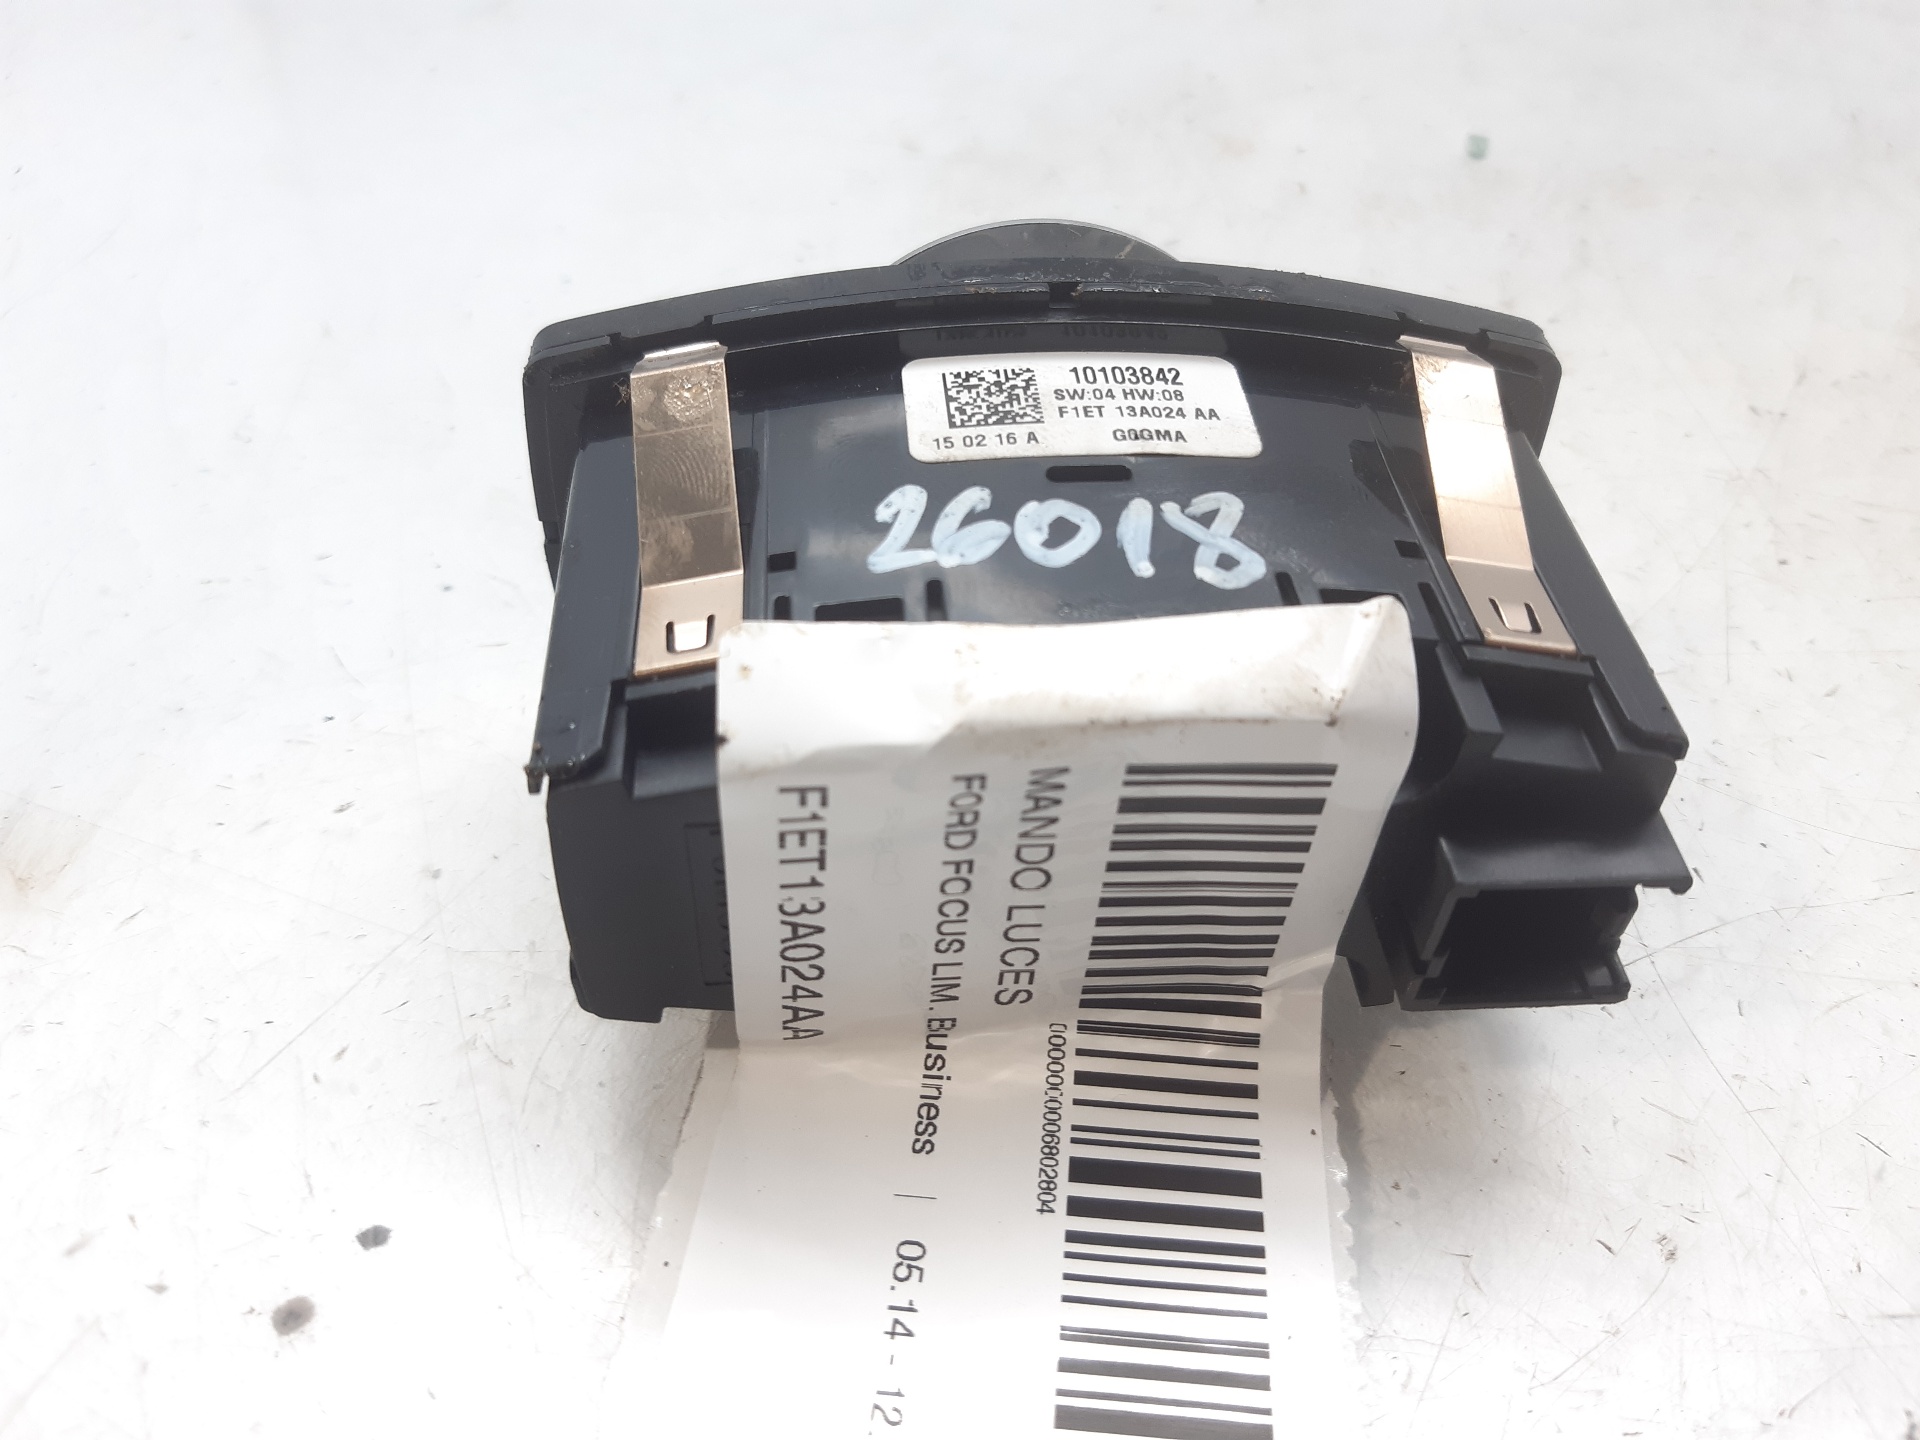 10103842
SW:04 HW:08
F1ET 13A024 AA
15 02 16 A G0GMA
26018
MANDO LUCES
FORD FOCUS LIM. Business | 05.14 - 12.
F1ET13A024AA